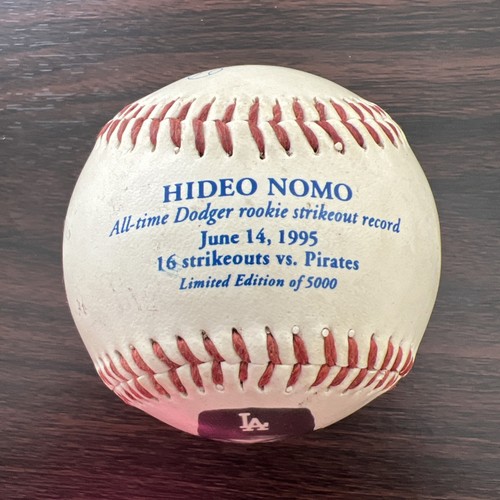 HIDEO NOMO
All-time Dodger rookie strikeout record
June 14, 1995
16 strikeouts vs. Pirates
Limited Edition of 5000
LA